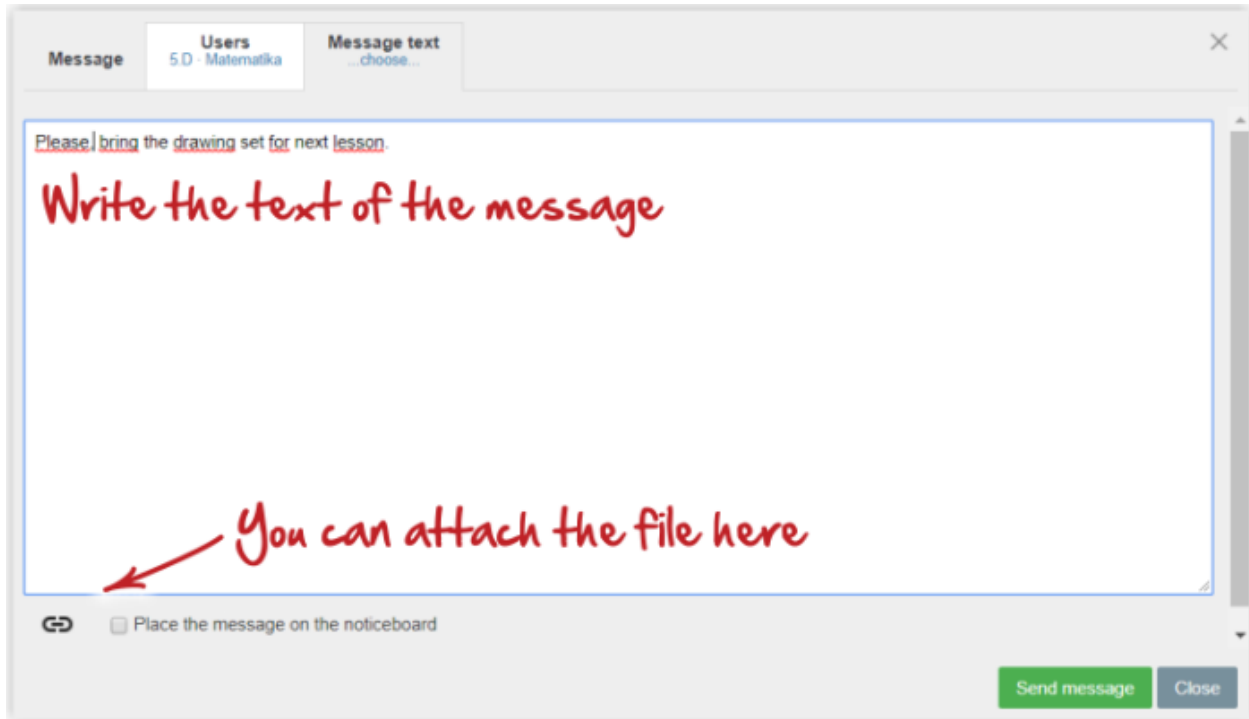 Message
Users
5.D · Matematika
Message text
...choose...
Please, bring the drawing set for next lesson.
Write the text of the message
You can attach the file here
Place the message on the noticeboard
Send message
Close